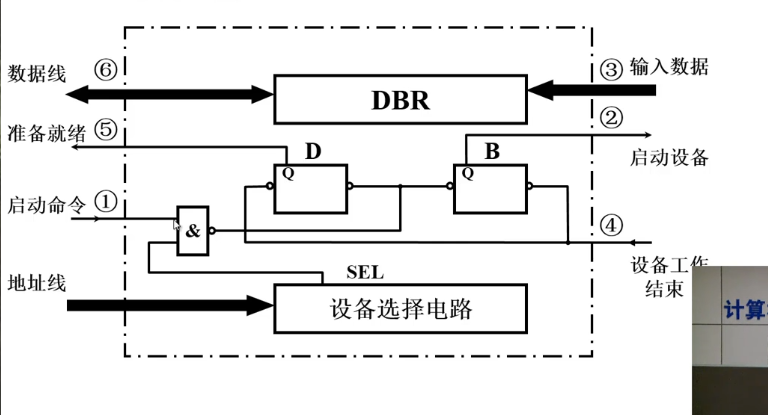 数据线 ⑥
DBR
③ 输入数据
准备就绪 ⑤
②
启动设备
D
B
Q
Q
启动命令 ①
&
④
设备工作
结束
地址线
SEL
设备选择电路
计算